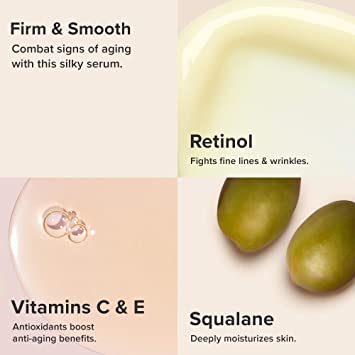 Firm & Smooth
Combat signs of aging
with this silky serum.
Retinol
Fights fine lines & wrinkles.
Vitamins C & E
Antioxidants boost
anti-aging benefits.
Squalane
Deeply moisturizes skin.